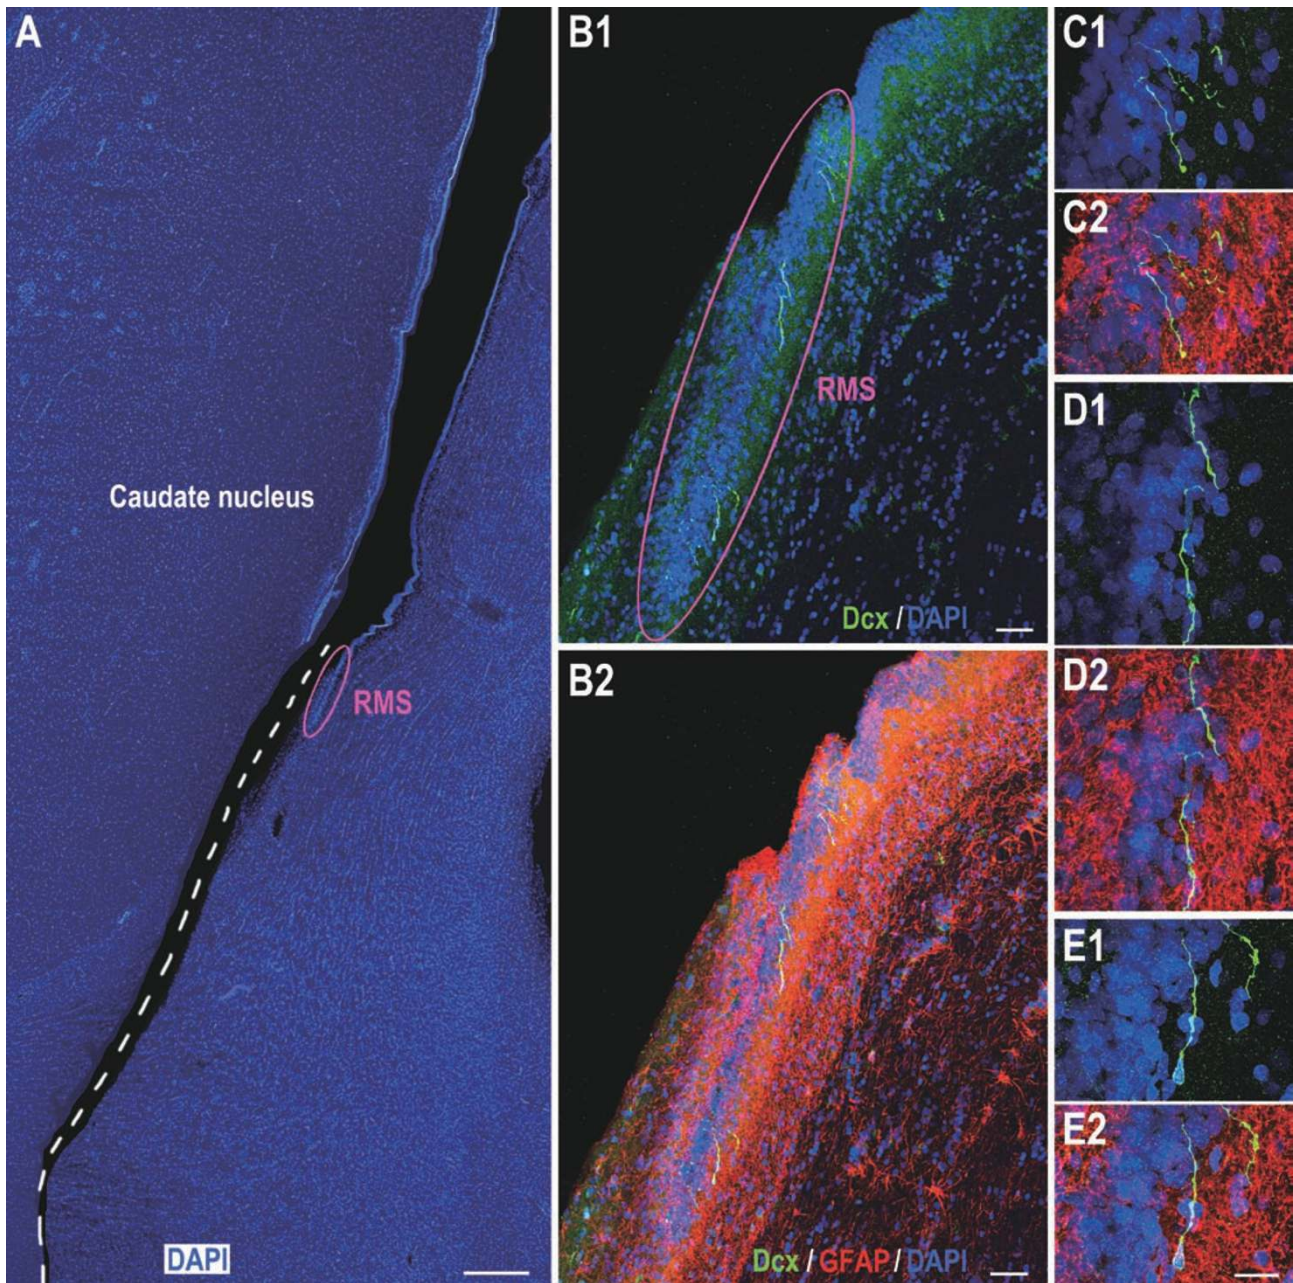 A
Caudate nucleus
RMS
DAPI
B1
RMS
Dcx / DAPI
B2
Dcx / GFAP / DAPI
C1
C2
D1
D2
E1
E2